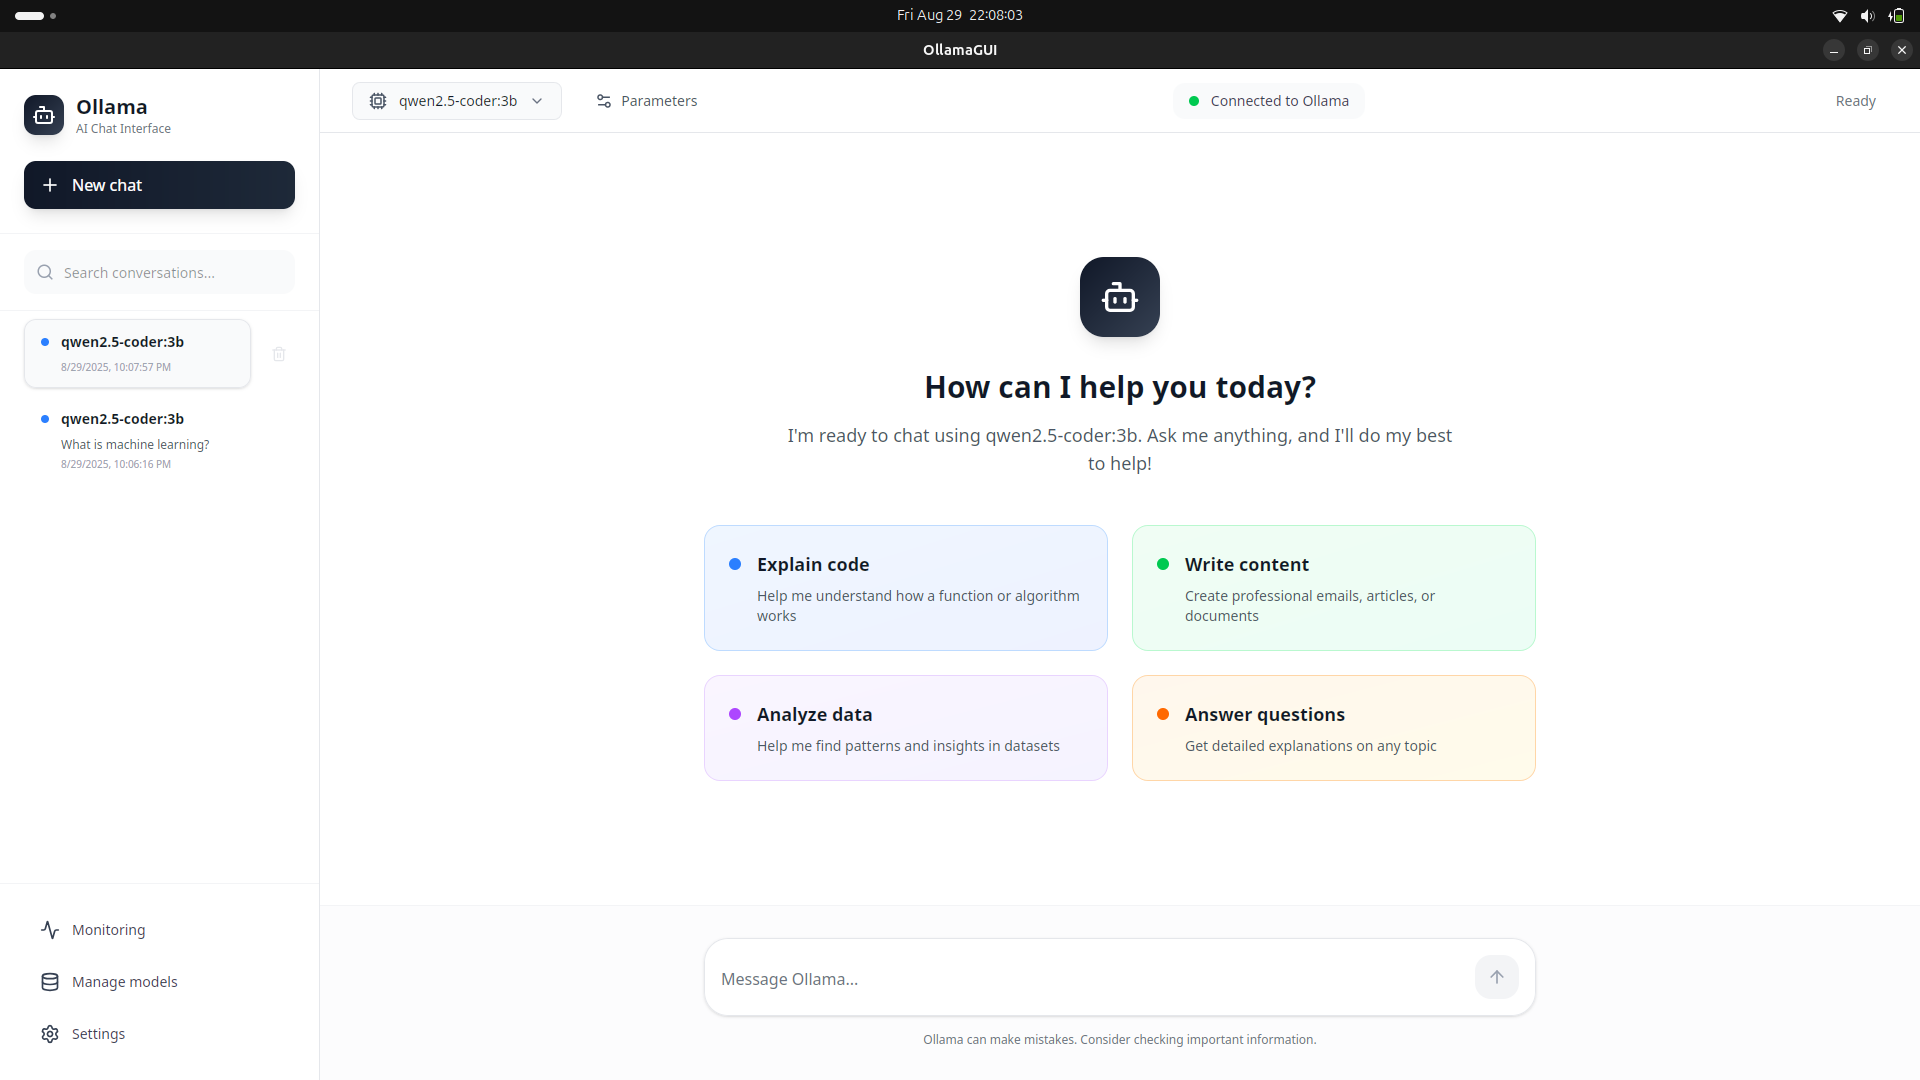 Fri Aug 29 22:08:03
OllamaGUI
Ollama
AI Chat Interface
New chat
Search conversations...
qwen2.5-coder:3b
8/29/2025, 10:07:57 PM
qwen2.5-coder:3b
What is machine learning?
8/29/2025, 10:06:16 PM
Monitoring
Manage models
Settings
qwen2.5-coder:3b
Parameters
Connected to Ollama
Ready
How can I help you today?
I'm ready to chat using qwen2.5-coder:3b. Ask me anything, and I'll do my best
to help!
Explain code
Help me understand how a function or algorithm
works
Write content
Create professional emails, articles, or
documents
Analyze data
Help me find patterns and insights in datasets
Answer questions
Get detailed explanations on any topic
Message Ollama...
Ollama can make mistakes. Consider checking important information.